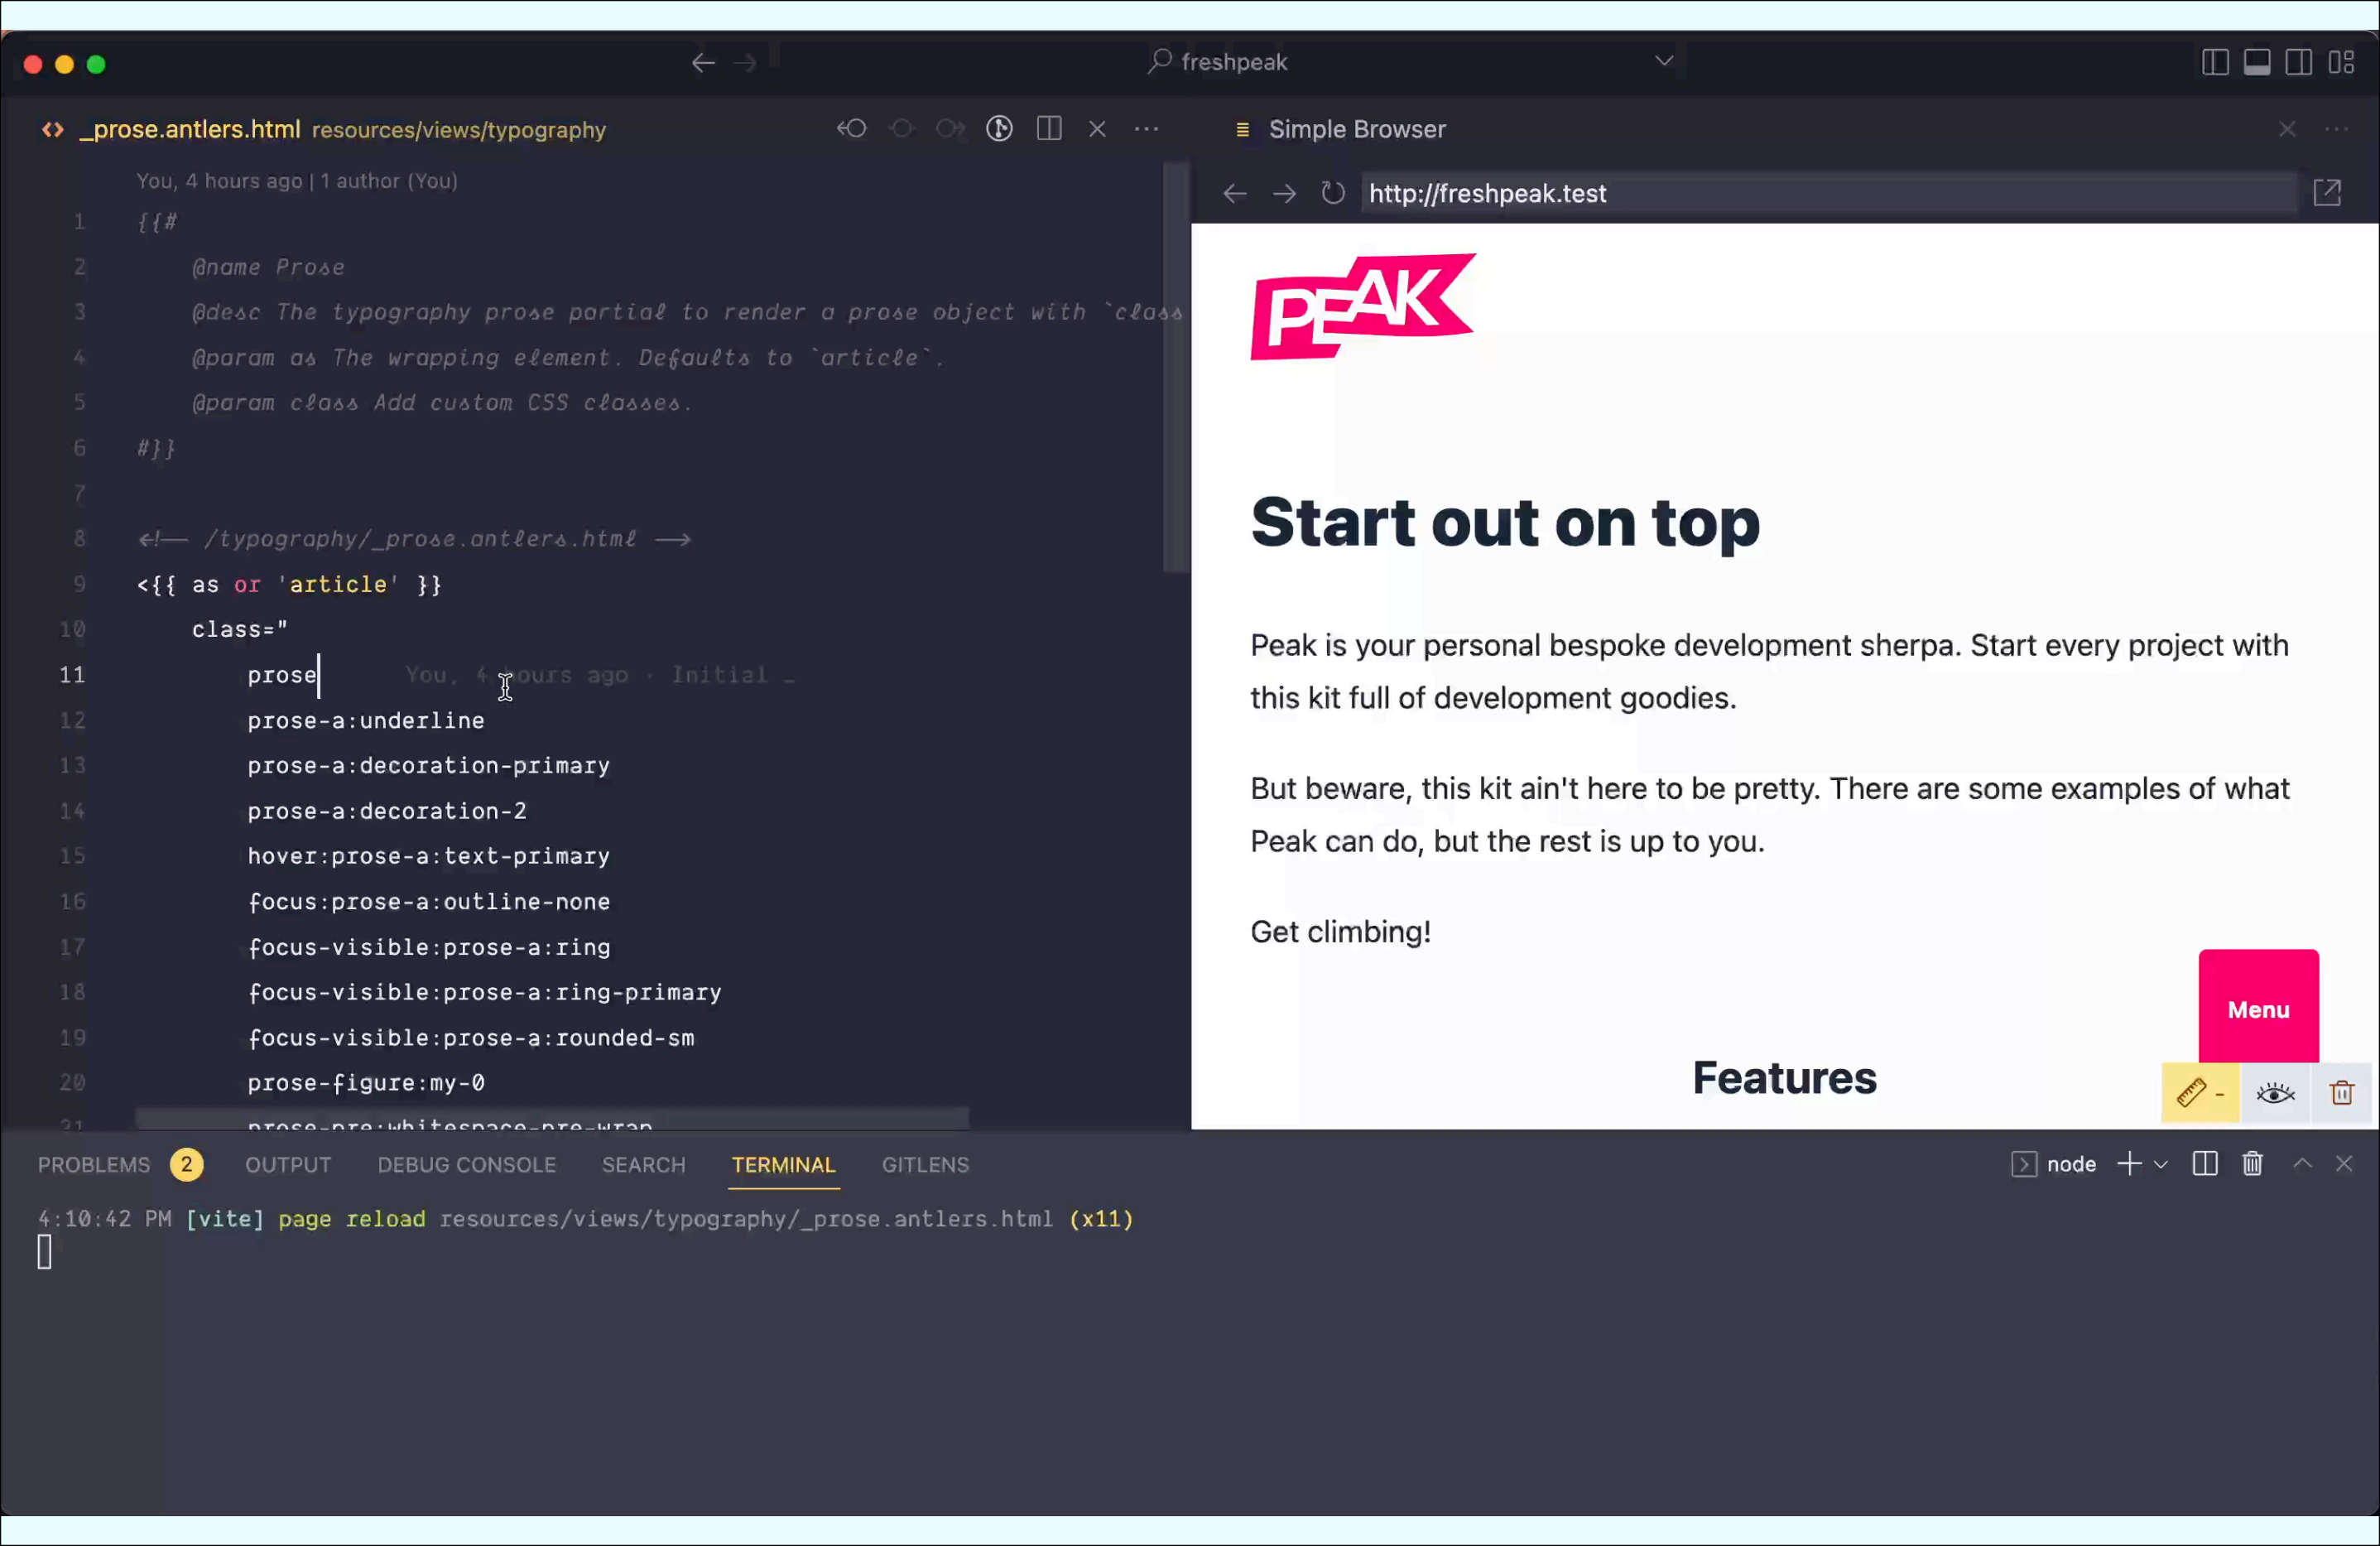 freshpeak
_prose.antlers.html resources/views/typography
You, 4 hours ago | 1 author (You)
1 {{#
2 @name Prose
3 @desc The typography prose partial to render a prose object with `class
4 @param as The wrapping element. Defaults to `article`.
5 @param class Add custom CSS classes.
6 #}}
7
8 <!-- /typography/_prose.antlers.html -->
9 <{{ as or 'article' }}
10 class="
11 prose You, 4 hours ago · Initial …
12 prose-a:underline
13 prose-a:decoration-primary
14 prose-a:decoration-2
15 hover:prose-a:text-primary
16 focus:prose-a:outline-none
17 focus-visible:prose-a:ring
18 focus-visible:prose-a:ring-primary
19 focus-visible:prose-a:rounded-sm
20 prose-figure:my-0
21 prose-pre:whitespace-pre-wrap
Simple Browser
http://freshpeak.test
PEAK
Start out on top
Peak is your personal bespoke development sherpa. Start every project with
this kit full of development goodies.
But beware, this kit ain't here to be pretty. There are some examples of what
Peak can do, but the rest is up to you.
Get climbing!
Menu
Features
-
PROBLEMS 2 OUTPUT DEBUG CONSOLE SEARCH TERMINAL GITLENS
node
4:10:42 PM [vite] page reload resources/views/typography/_prose.antlers.html (x11)